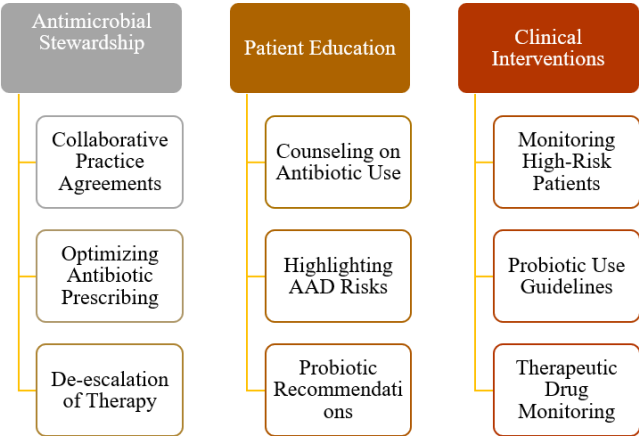 Antimicrobial
Stewardship
Collaborative
Practice
Agreements
Optimizing
Antibiotic
Prescribing
De-escalation
of Therapy
Patient Education
Counseling on
Antibiotic Use
Highlighting
AAD Risks
Probiotic
Recommendati
ons
Clinical
Interventions
Monitoring
High-Risk
Patients
Probiotic Use
Guidelines
Therapeutic
Drug
Monitoring